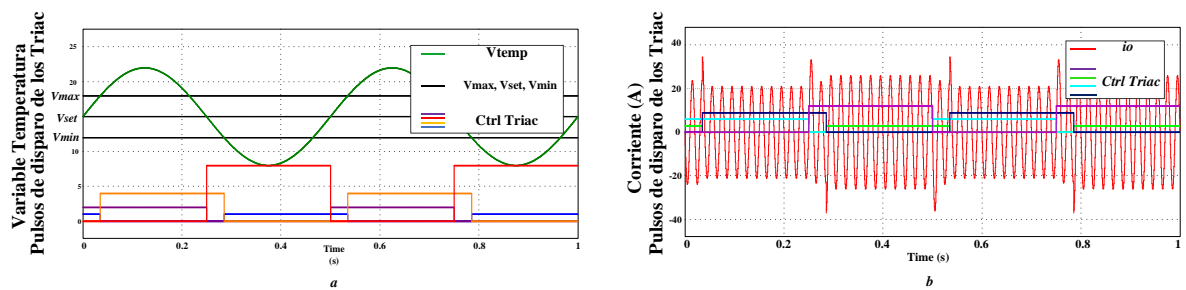 Variable Temperatura
Pulsos de disparo de los Triac
25
20
15
10
5
0
Vmax
Vset
Vmin
Vtemp
Vmax, Vset, Vmin
Ctrl Triac
0
0.2
0.4
0.6
0.8
1
Time
(s)
a
Corriente (A)
Pulsos de disparo de los Triac
40
20
0
-20
-40
io
Ctrl Triac
0
0.2
0.4
0.6
0.8
1
Time (s)
b